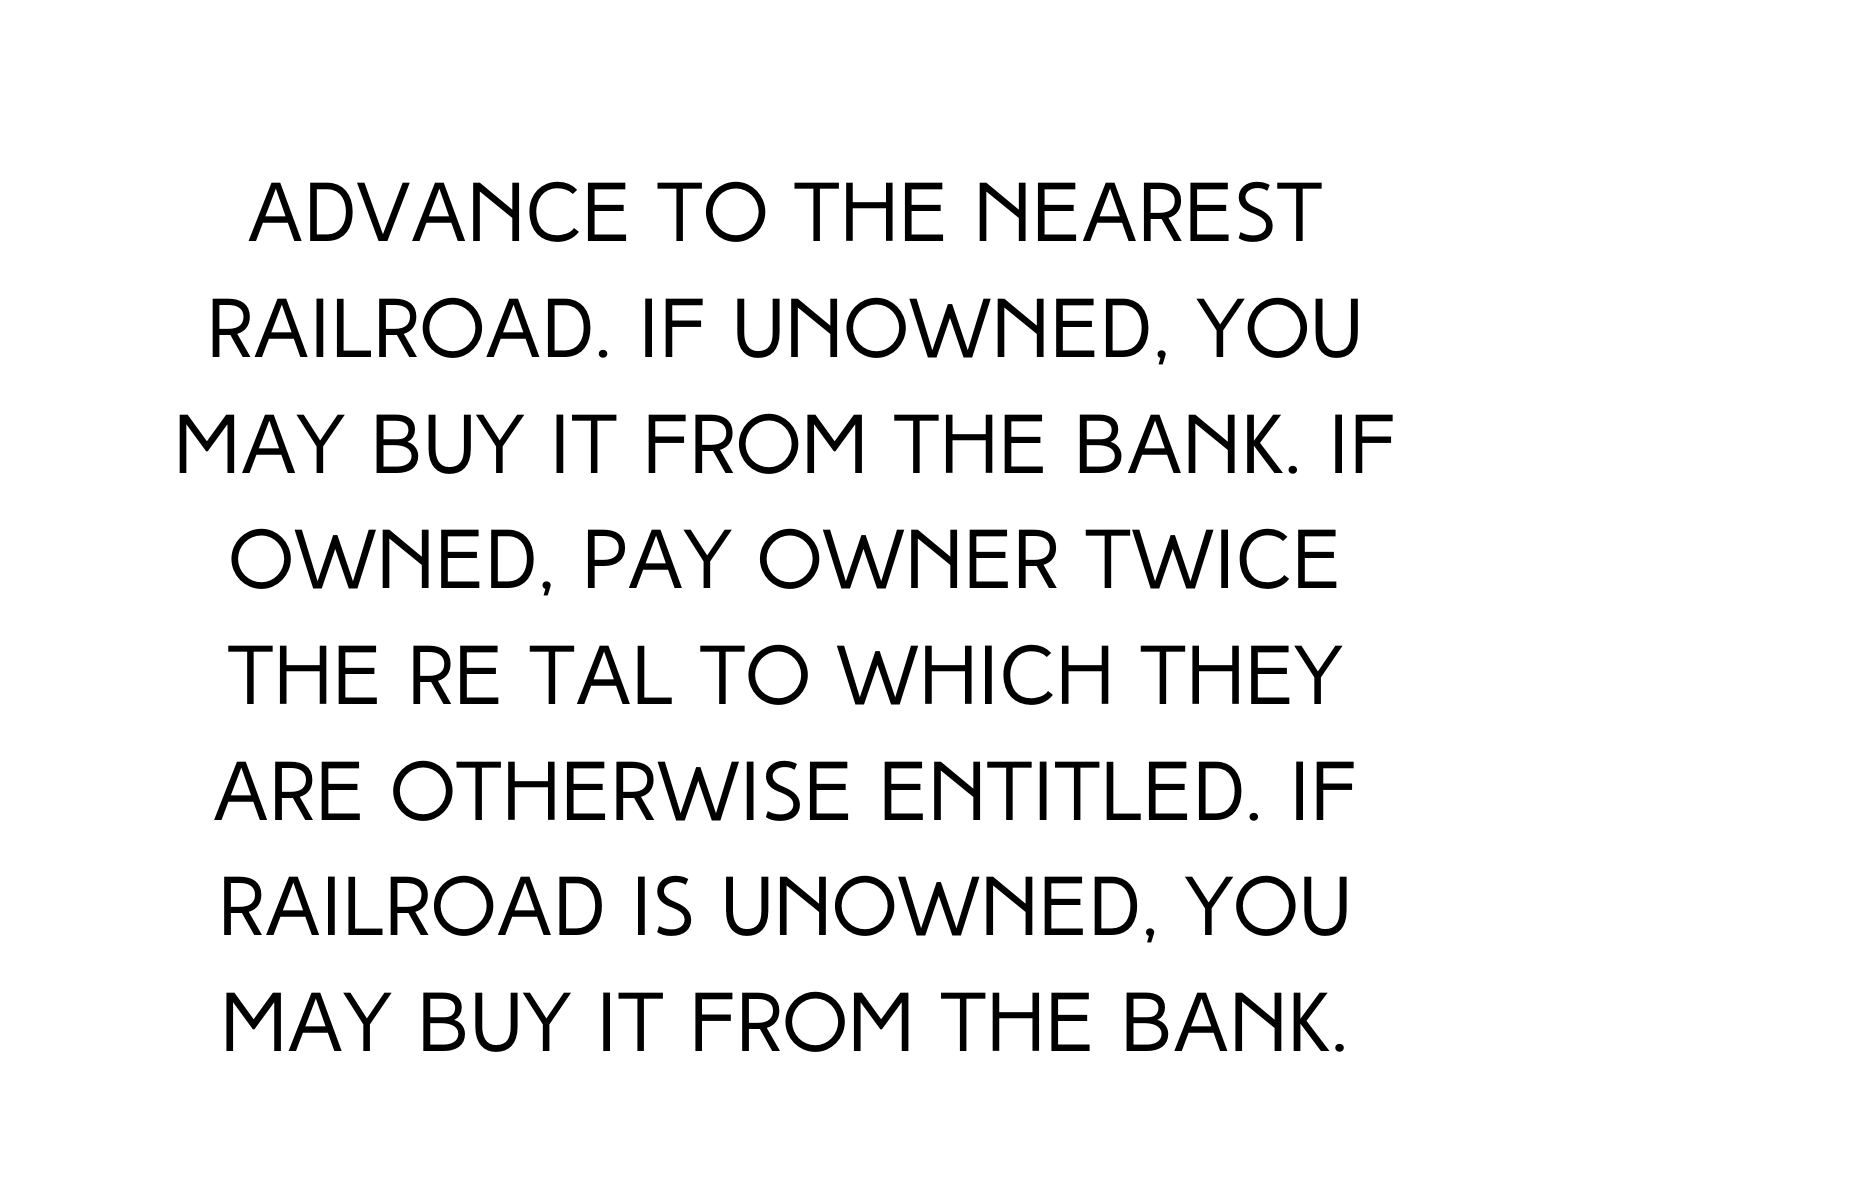 ADVANCE TO THE NEAREST
RAILROAD. IF UNOWNED, YOU
MAY BUY IT FROM THE BANK. IF
OWNED, PAY OWNER TWICE
THE RE TAL TO WHICH THEY
ARE OTHERWISE ENTITLED. IF
RAILROAD IS UNOWNED, YOU
MAY BUY IT FROM THE BANK.